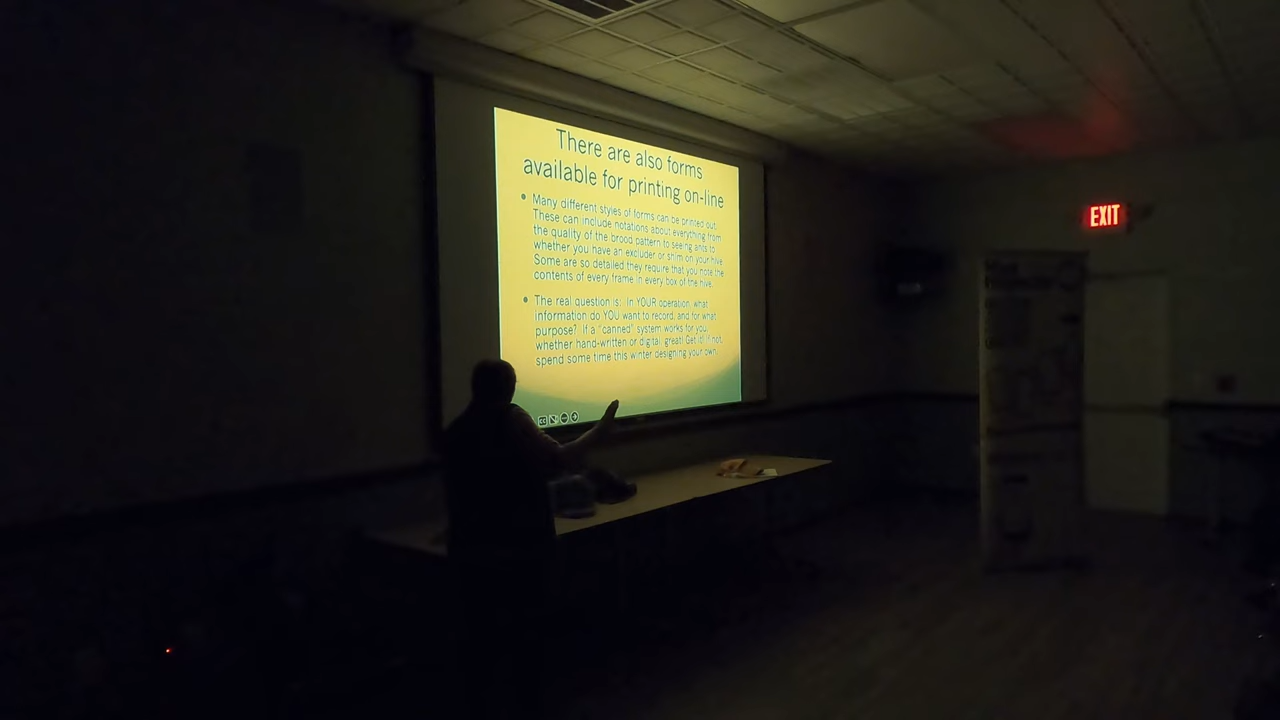 There are also forms
available for printing on-line
• Many different styles of forms can be printed out.
These can include notations about everything from
the quality of the brood pattern to seeing ants to
whether you have an excluder or shim on your hive.
Some are so detailed they require that you note the
contents of every frame in every box of the hive.
• The real question is: In YOUR operation, what
information do YOU want to record, and for what
purpose? If a "canned" system works for you,
whether hand-written or digital: great! Get it! If not,
spend some time this winter designing your own.
EXIT